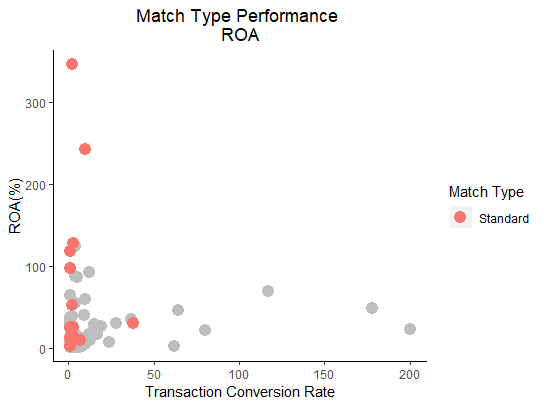 Match Type Performance
ROA
ROA(%)
300
200
100
0
0
50
100
150
200
Transaction Conversion Rate
Match Type
Standard